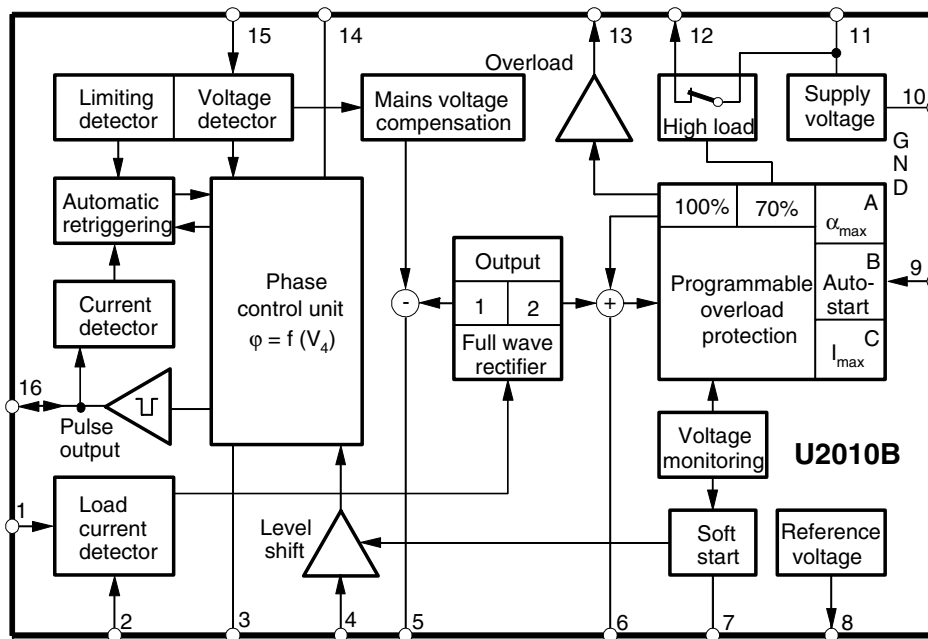 15
14
13
12
11
Overload
Limiting
detector
Voltage
detector
Mains voltage
compensation
High load
Supply
voltage
10
G
N
D
Automatic
retriggering
100%
70%
A
αmax
Phase
control unit
φ = f (V4)
Output
1
2
Full wave
rectifier
-
+
Programmable
overload
protection
B
Auto-
start
9
C
Imax
Current
detector
16
Pulse
output
Voltage
monitoring
U2010B
1
Load
current
detector
Level
shift
Soft
start
Reference
voltage
2
3
4
5
6
7
8